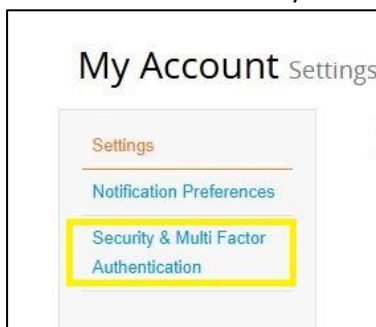 My Account Settings
Settings
Notification Preferences
Security & Multi Factor
Authentication